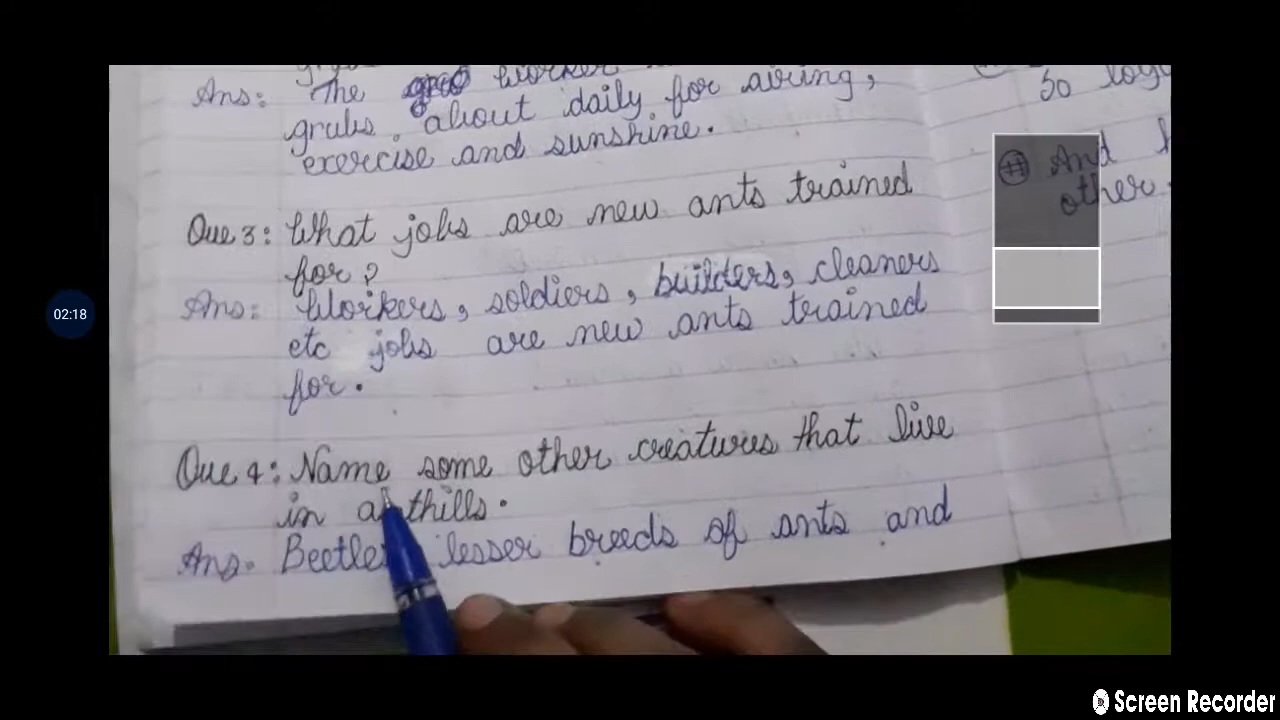 Ans: The worker
grubs about daily for airing,
exercise and sunshine.
Que 3: What jobs are new ants trained
for?
Ans: Workers, soldiers, builders, cleaners
etc jobs are new ants trained
for.
Que 4: Name some other creatures that live
in anthills.
Ans. Beetles lesser breeds of ants and
So
And
other
02:18
Screen Recorder